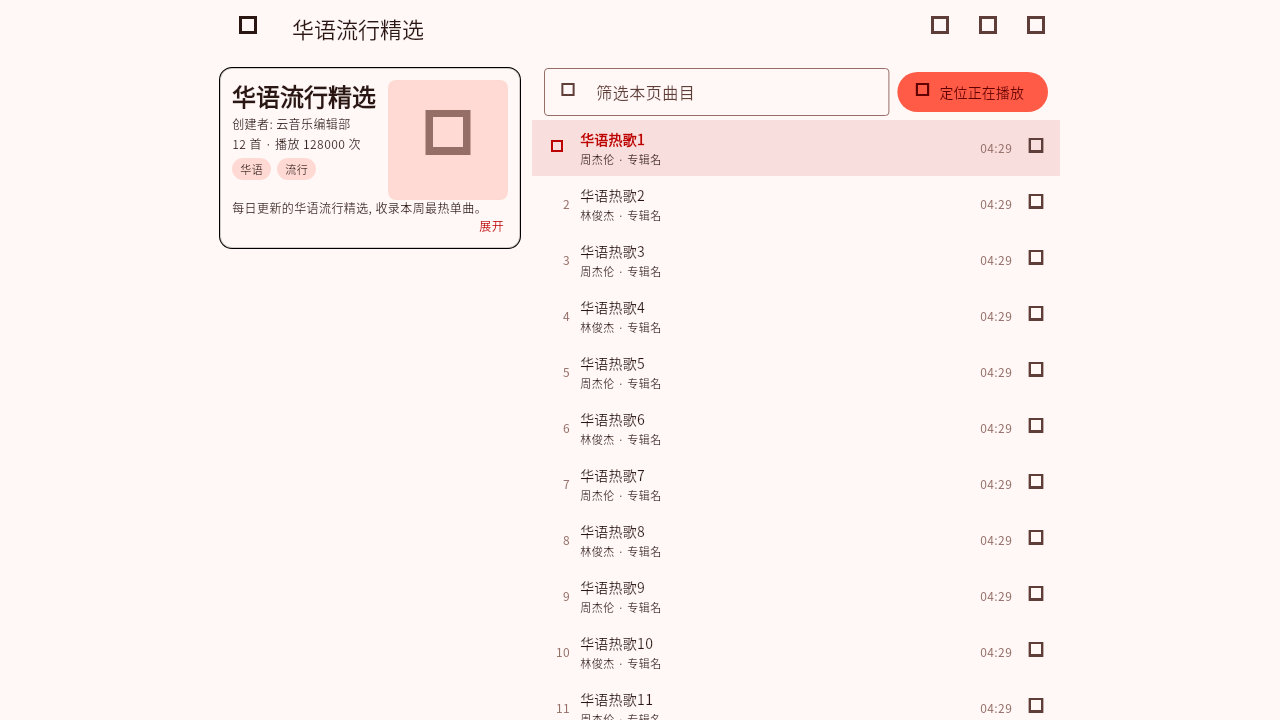 华语流行精选
华语流行精选
创建者: 云音乐编辑部
12 首 · 播放 128000 次
华语 流行
每日更新的华语流行精选, 收录本周最热单曲。
展开
筛选本页曲目
定位正在播放
华语热歌1
周杰伦 · 专辑名
04:29
2
华语热歌2
林俊杰 · 专辑名
04:29
3
华语热歌3
周杰伦 · 专辑名
04:29
4
华语热歌4
林俊杰 · 专辑名
04:29
5
华语热歌5
周杰伦 · 专辑名
04:29
6
华语热歌6
林俊杰 · 专辑名
04:29
7
华语热歌7
周杰伦 · 专辑名
04:29
8
华语热歌8
林俊杰 · 专辑名
04:29
9
华语热歌9
周杰伦 · 专辑名
04:29
10
华语热歌10
林俊杰 · 专辑名
04:29
11
华语热歌11
周杰伦 · 专辑名
04:29